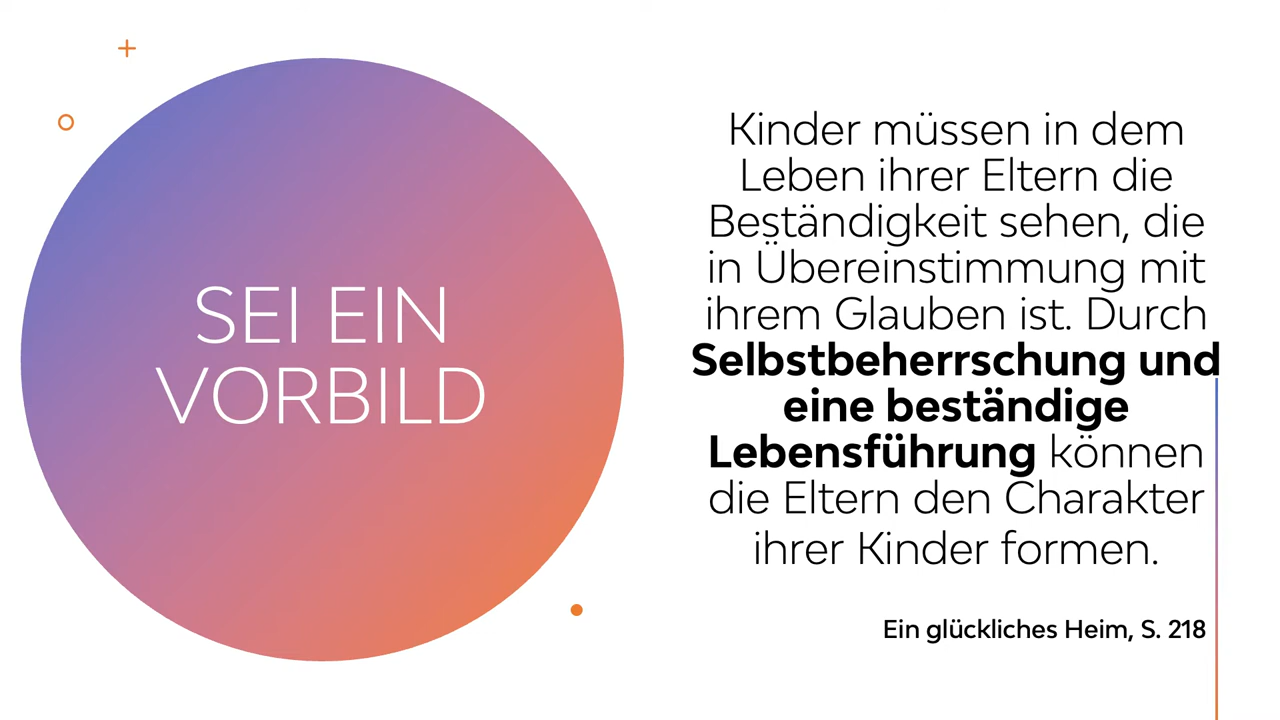 SEI EIN
VORBILD
Kinder müssen in dem
Leben ihrer Eltern die
Beständigkeit sehen, die
in Übereinstimmung mit
ihrem Glauben ist. Durch
Selbstbeherrschung und
eine beständige
Lebensführung können
die Eltern den Charakter
ihrer Kinder formen.
Ein glückliches Heim, S. 218